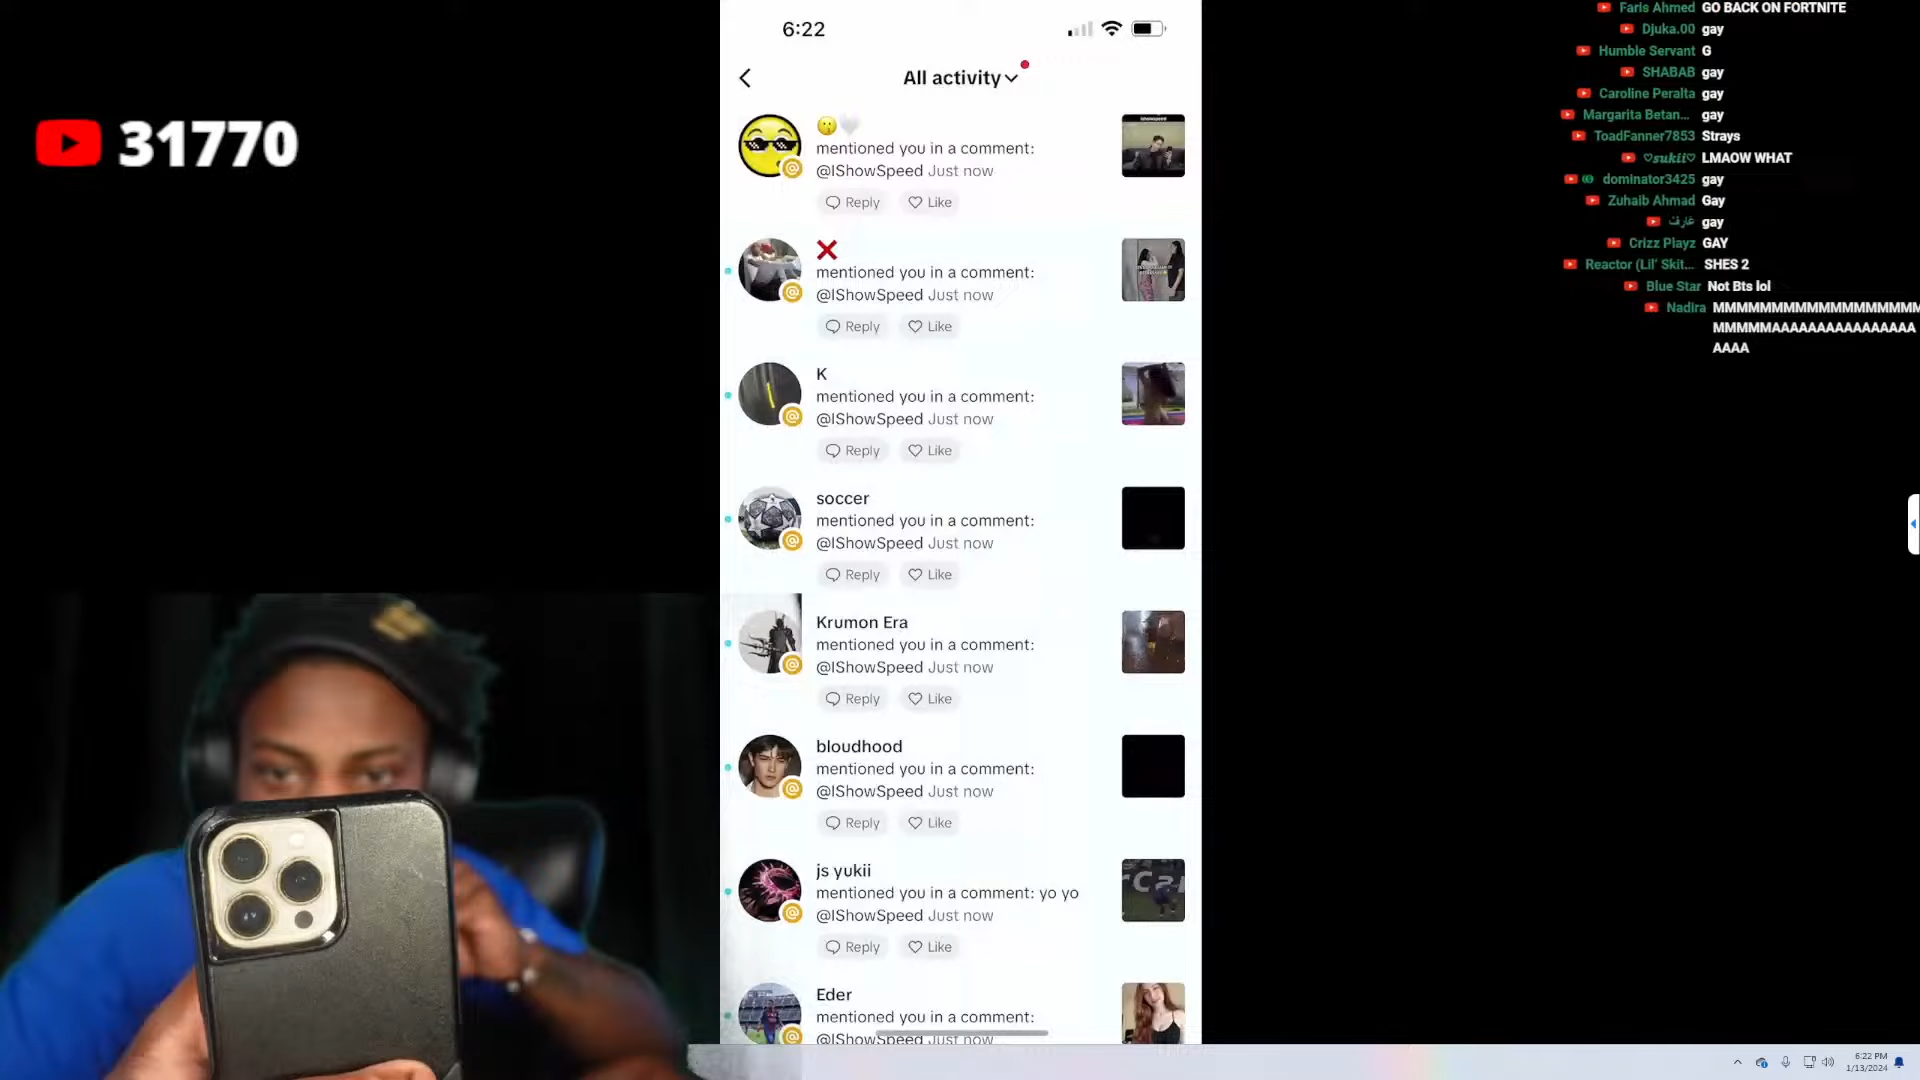 31770
6:22
All activity
mentioned you in a comment:
@IShowSpeed Just now
Reply Like
mentioned you in a comment:
@IShowSpeed Just now
Reply Like
K
mentioned you in a comment:
@IShowSpeed Just now
Reply Like
soccer
mentioned you in a comment:
@IShowSpeed Just now
Reply Like
Krumon Era
mentioned you in a comment:
@IShowSpeed Just now
Reply Like
bloudhood
mentioned you in a comment:
@IShowSpeed Just now
Reply Like
js yukii
mentioned you in a comment: yo yo
@IShowSpeed Just now
Reply Like
Eder
mentioned you in a comment:
@IShowSpeed Just now
Faris Ahmed GO BACK ON FORTNITE
Djuka.00 gay
Humble Servant G
SHABAB gay
Caroline Peralta gay
Margarita Betan... gay
ToadFanner7853 Strays
♡sukii♡ LMAOW WHAT
dominator3425 gay
Zuhaib Ahmad Gay
gay
Crizz Playz GAY
Reactor (Lil' Skit... SHES 2
Blue Star Not Bts lol
Nadira MMMMMMMMMMMMMMMMMM
MMMMMAAAAAAAAAAAAAAAA
AAAA
6:22 PM
1/13/2024